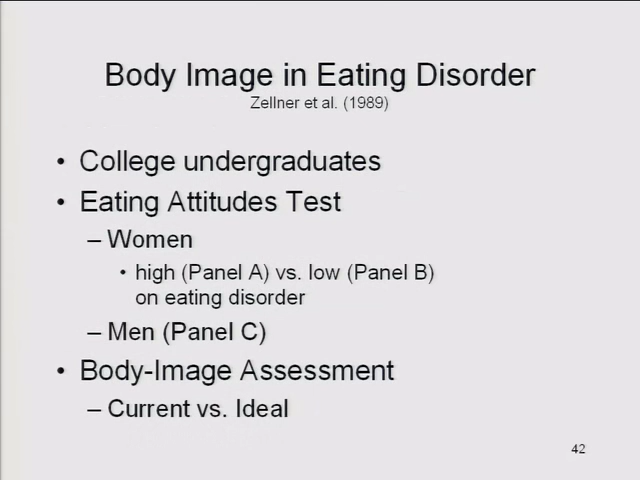 Body Image in Eating Disorder
Zellner et al. (1989)
• College undergraduates
• Eating Attitudes Test
– Women
• high (Panel A) vs. low (Panel B)
on eating disorder
– Men (Panel C)
• Body-Image Assessment
– Current vs. Ideal
42